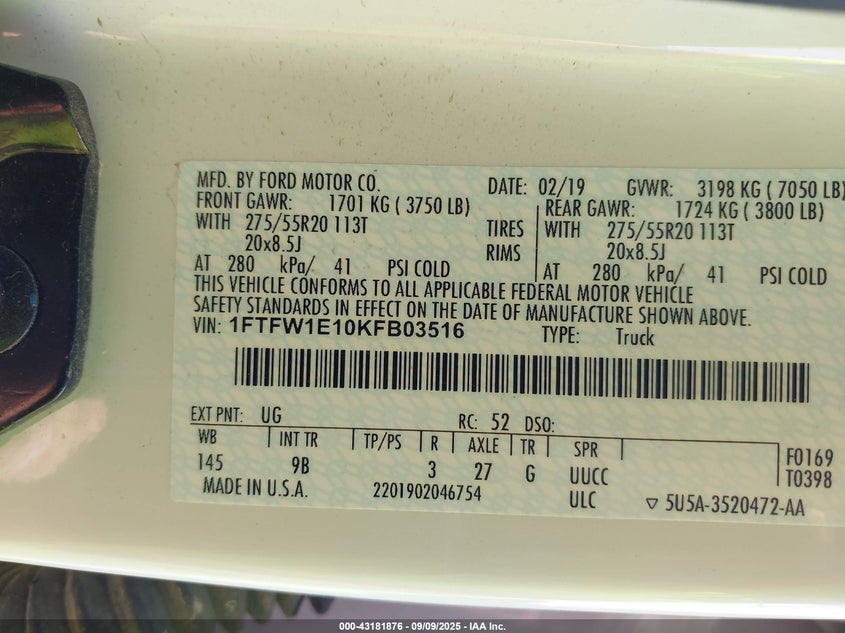 MFD. BY FORD MOTOR CO. DATE: 02/19 GVWR: 3198 KG ( 7050 LB)
FRONT GAWR: 1701 KG ( 3750 LB) REAR GAWR: 1724 KG ( 3800 LB)
WITH 275/55R20 113T TIRES WITH 275/55R20 113T
20x8.5J RIMS 20x8.5J
AT 280 kPa/ 41 PSI COLD AT 280 kPa/ 41 PSI COLD
THIS VEHICLE CONFORMS TO ALL APPLICABLE FEDERAL MOTOR VEHICLE
SAFETY STANDARDS IN EFFECT ON THE DATE OF MANUFACTURE SHOWN ABOVE.
VIN: 1FTFW1E10KFB03516 TYPE: Truck
EXT PNT: UG RC: 52 DSO:
WB INT TR TP/PS R AXLE TR SPR F0169
145 9B 3 27 G UUCC T0398
MADE IN U.S.A. 2201902046754 ULC ▽ 5U5A-3520472-AA
000-43181876 - 09/09/2025 - IAA Inc.